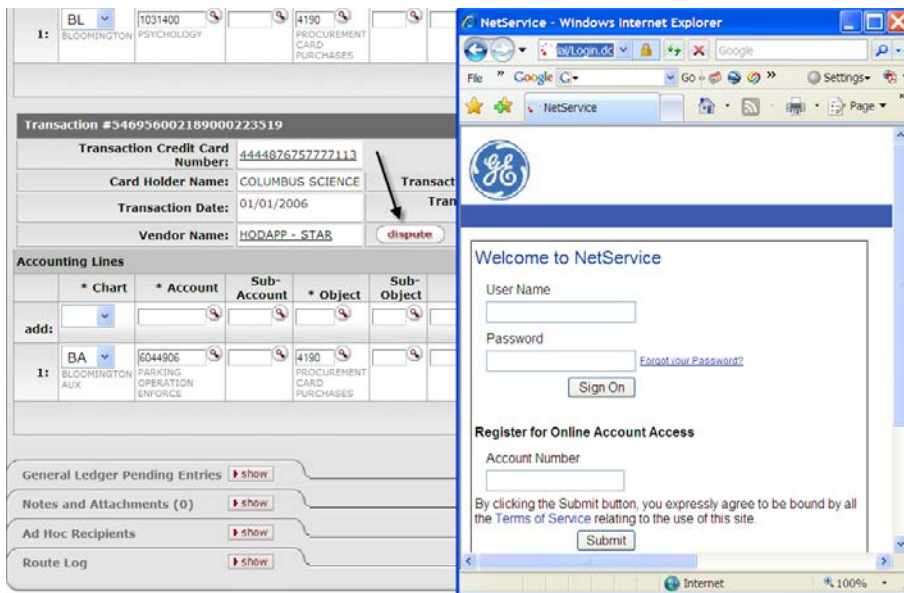 BL 1031400 4190
1: BLOOMINGTON PSYCHOLOGY PROCUREMENT
CARD
PURCHASES
Transaction #546956002189000223519
Transaction Credit Card
Number: 4444876757777113
Card Holder Name: COLUMBUS SCIENCE Transact
Transaction Date: 01/01/2006 Tran
Vendor Name: HODAPP - STAR dispute
Accounting Lines
* Chart * Account Sub-Account * Object Sub-Object
add:
BA 6044906 4190
1: BLOOMINGTON AUX PARKING OPERATION ENFORCE PROCUREMENT CARD PURCHASES
General Ledger Pending Entries show
Notes and Attachments (0) show
Ad Hoc Recipients show
Route Log show
NetService - Windows Internet Explorer
al/Login.do Google
File » Google G Go » Settings
NetService Page
GE
Welcome to NetService
User Name
Password
Forgot your Password?
Sign On
Register for Online Account Access
Account Number
By clicking the Submit button, you expressly agree to be bound by all
the Terms of Service relating to the use of this site.
Submit
Internet 100%